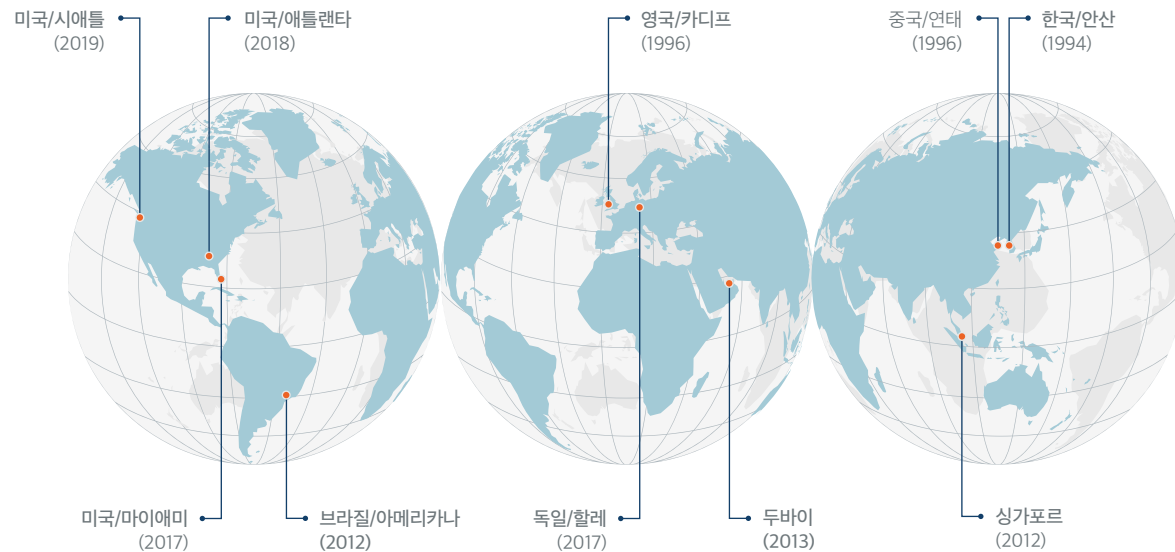 미국/시애틀
(2019)
미국/애틀랜타
(2018)
영국/카디프
(1996)
중국/연태
(1996)
한국/안산
(1994)
미국/마이애미
(2017)
브라질/아메리카나
(2012)
독일/할레
(2017)
두바이
(2013)
싱가포르
(2012)